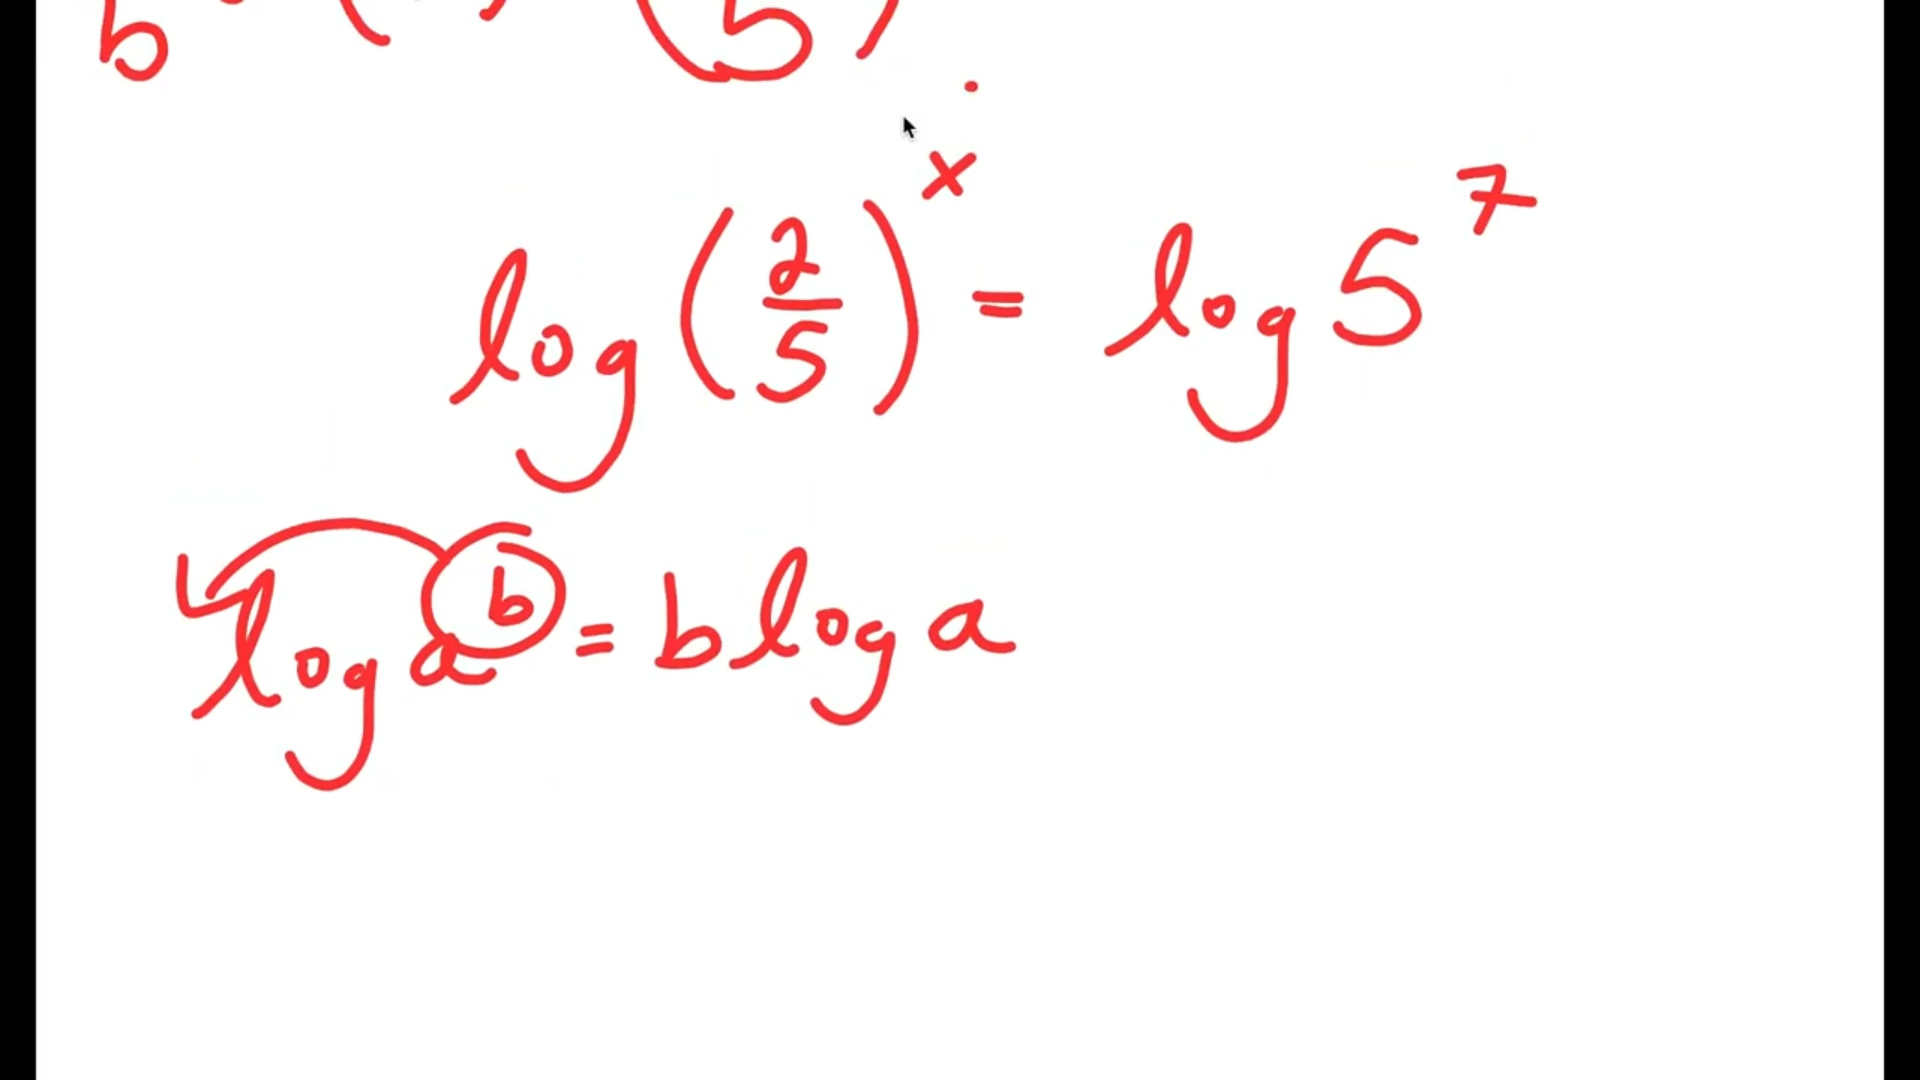 log (2/5)^x = log 5^7
log a^b = b log a